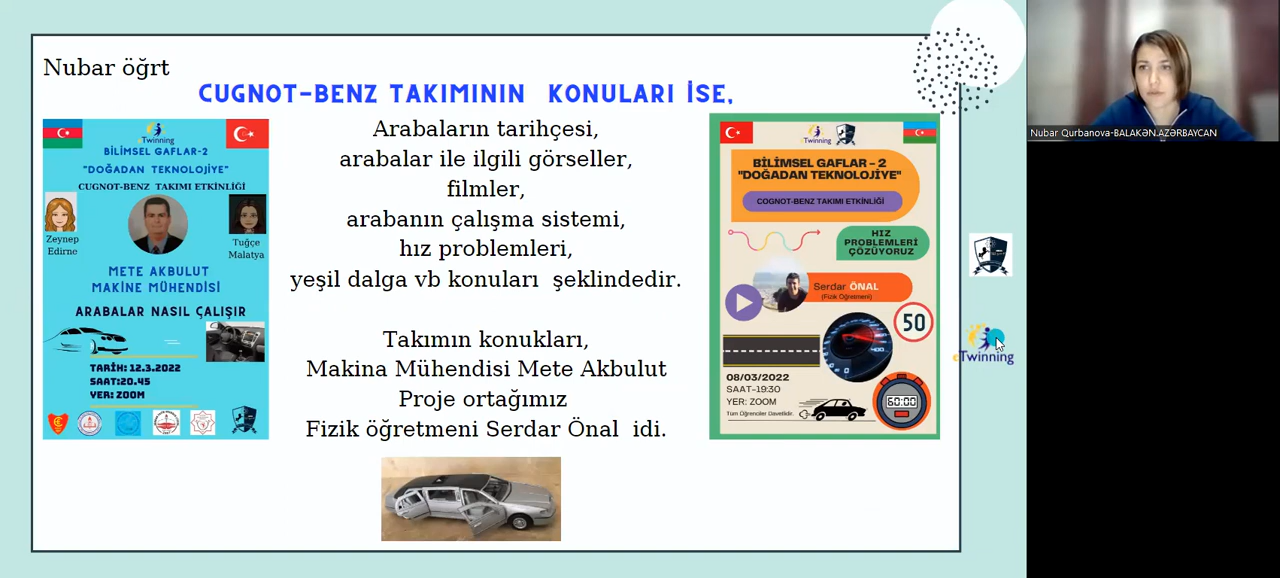 Nubar öğrt
CUGNOT-BENZ TAKIMININ KONULARI İSE,
eTwinning
BİLİMSEL GAFLAR-2
"DOĞADAN TEKNOLOJİYE"
CUGNOT-BENZ TAKIMI ETKİNLİĞİ
Zeynep
Edirne
Tuğçe
Malatya
METE AKBULUT
MAKİNE MÜHENDİSİ
ARABALAR NASIL ÇALIŞIR
TARİH: 12.3.2022
SAAT:20.45
YER: ZOOM
Arabaların tarihçesi,
arabalar ile ilgili görseller,
filmler,
arabanın çalışma sistemi,
hız problemleri,
yeşil dalga vb konuları şeklindedir.
Takımın konukları,
Makina Mühendisi Mete Akbulut
Proje ortağımız
Fizik öğretmeni Serdar Önal idi.
eTwinning
BİLİMSEL GAFLAR – 2
"DOĞADAN TEKNOLOJİYE"
COGNOT-BENZ TAKIMI ETKİNLİĞİ
HIZ
PROBLEMLERİ
ÇÖZÜYORUZ
Serdar ÖNAL
(Fizik Öğretmeni)
50
08/03/2022
SAAT–19:30
YER: ZOOM
Tüm Öğrenciler Davetlidir.
60:00
eTwinning
Nubar Qurbanova-BALAKƏN.AZƏRBAYCAN